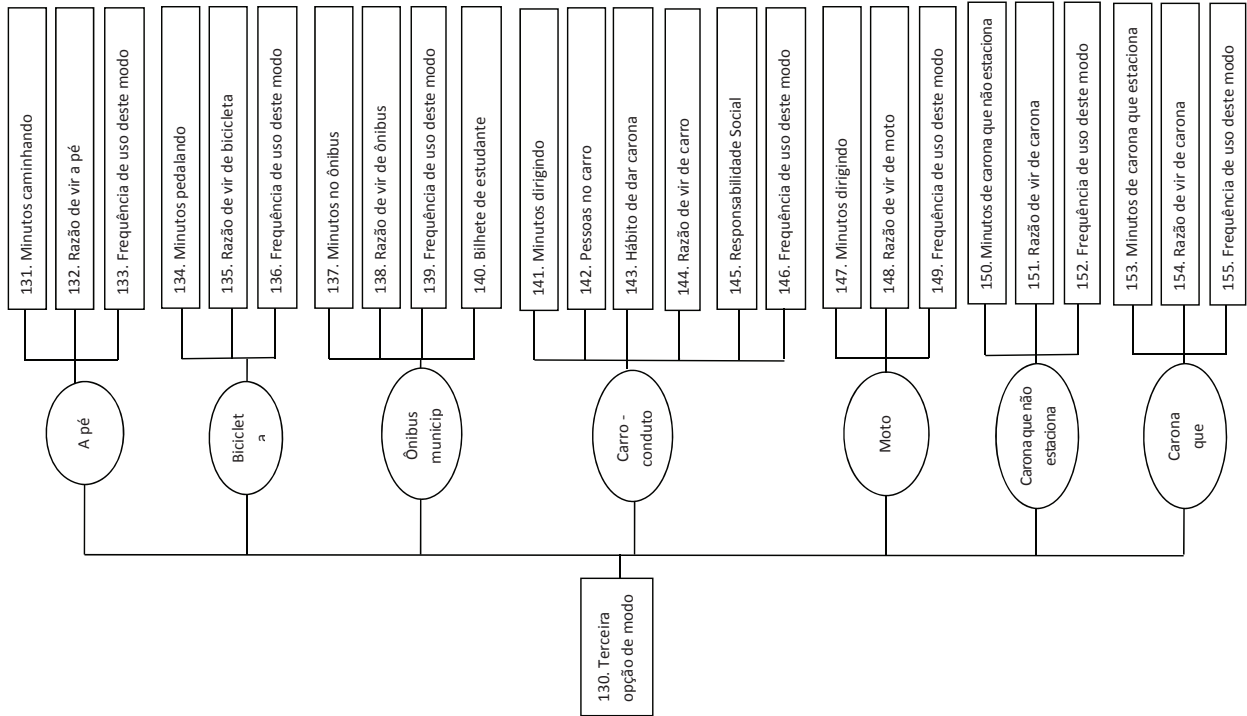 130. Terceira
opção de modo
A pé
131. Minutos caminhando
132. Razão de vir a pé
133. Frequência de uso deste modo
Biciclet
a
134. Minutos pedalando
135. Razão de vir de bicicleta
136. Frequência de uso deste modo
Ônibus
municip
137. Minutos no ônibus
138. Razão de vir de ônibus
139. Frequência de uso deste modo
140. Bilhete de estudante
Carro -
conduto
141. Minutos dirigindo
142. Pessoas no carro
143. Hábito de dar carona
144. Razão de vir de carro
145. Responsabilidade Social
146. Frequência de uso deste modo
Moto
147. Minutos dirigindo
148. Razão de vir de moto
149. Frequência de uso deste modo
Carona que não
estaciona
150. Minutos de carona que não estaciona
151. Razão de vir de carona
152. Frequência de uso deste modo
Carona
que
153. Minutos de carona que estaciona
154. Razão de vir de carona
155. Frequência de uso deste modo